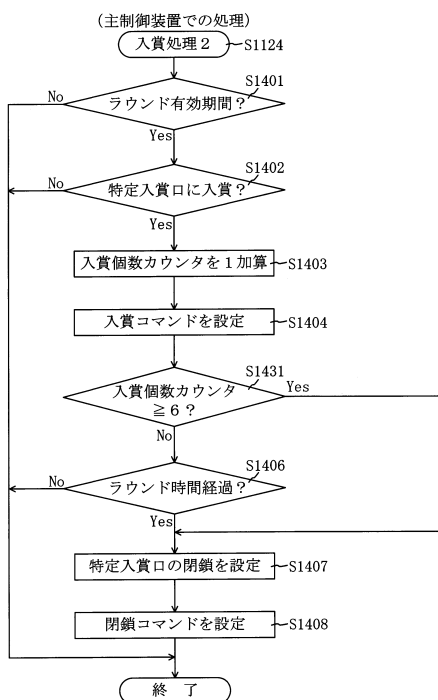 (主制御装置での処理)
入賞処理2
S1124
S1401
No
ラウンド有効期間?
Yes
S1402
No
特定入賞口に入賞?
Yes
入賞個数カウンタを1加算
S1403
入賞コマンドを設定
S1404
S1431
入賞個数カウンタ
≧6?
Yes
No
S1406
No
ラウンド時間経過?
Yes
特定入賞口の閉鎖を設定
S1407
閉鎖コマンドを設定
S1408
終 了